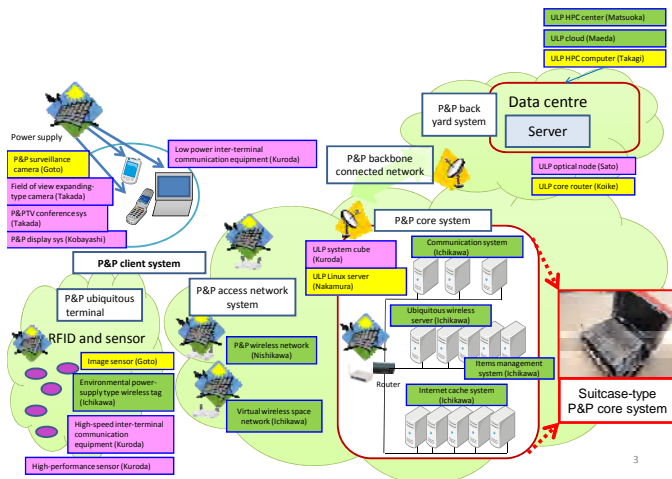 ULP HPC center (Matsuoka)
ULP cloud (Maeda)
ULP HPC computer (Takagi)
P&P back
yard system
Data centre
Server
Power supply
Low power inter-terminal
communication equipment (Kuroda)
P&P surveillance
camera (Goto)
Field of view expanding-
type camera (Takada)
P&PTV conference sys
(Takada)
P&P display sys (Kobayashi)
P&P backbone
connected network
ULP optical node (Sato)
ULP core router (Koike)
P&P core system
P&P client system
ULP system cube
(Kuroda)
ULP Linux server
(Nakamura)
Communication system
(Ichikawa)
P&P ubiquitous
terminal
P&P access network
system
RFID and sensor
Ubiquitous wireless
server (Ichikawa)
P&P wireless network
(Nishikawa)
Image sensor (Goto)
Environmental power-
supply type wireless tag
(Ichikawa)
Items management
system (Ichikawa)
Router
Internet cache system
(Ichikawa)
Virtual wireless space
network (Ichikawa)
High-speed inter-terminal
communication
equipment (Kuroda)
High-performance sensor (Kuroda)
Suitcase-type
P&P core system
3